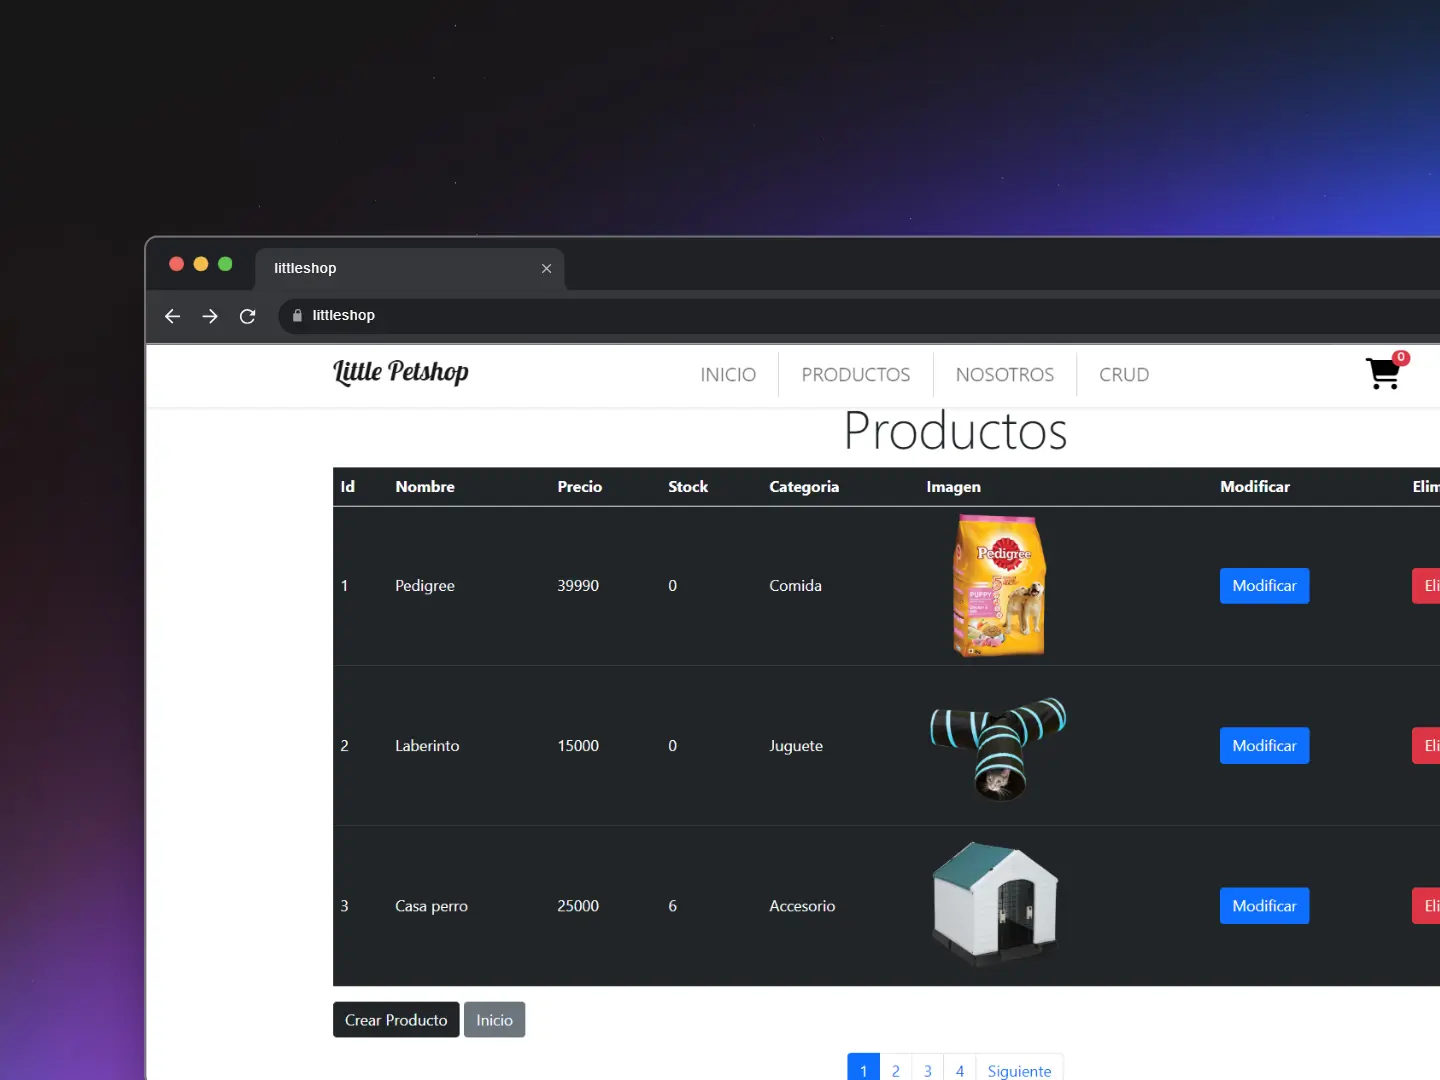 littleshop
littleshop
Little Petshop
INICIO PRODUCTOS NOSOTROS CRUD 0
Productos
Id Nombre Precio Stock Categoria Imagen Modificar Elim
Pedigree
PUPPY
1 Pedigree 39990 0 Comida Modificar Eli
2 Laberinto 15000 0 Juguete Modificar Eli
3 Casa perro 25000 6 Accesorio Modificar Eli
Crear Producto Inicio
1 2 3 4 Siguiente